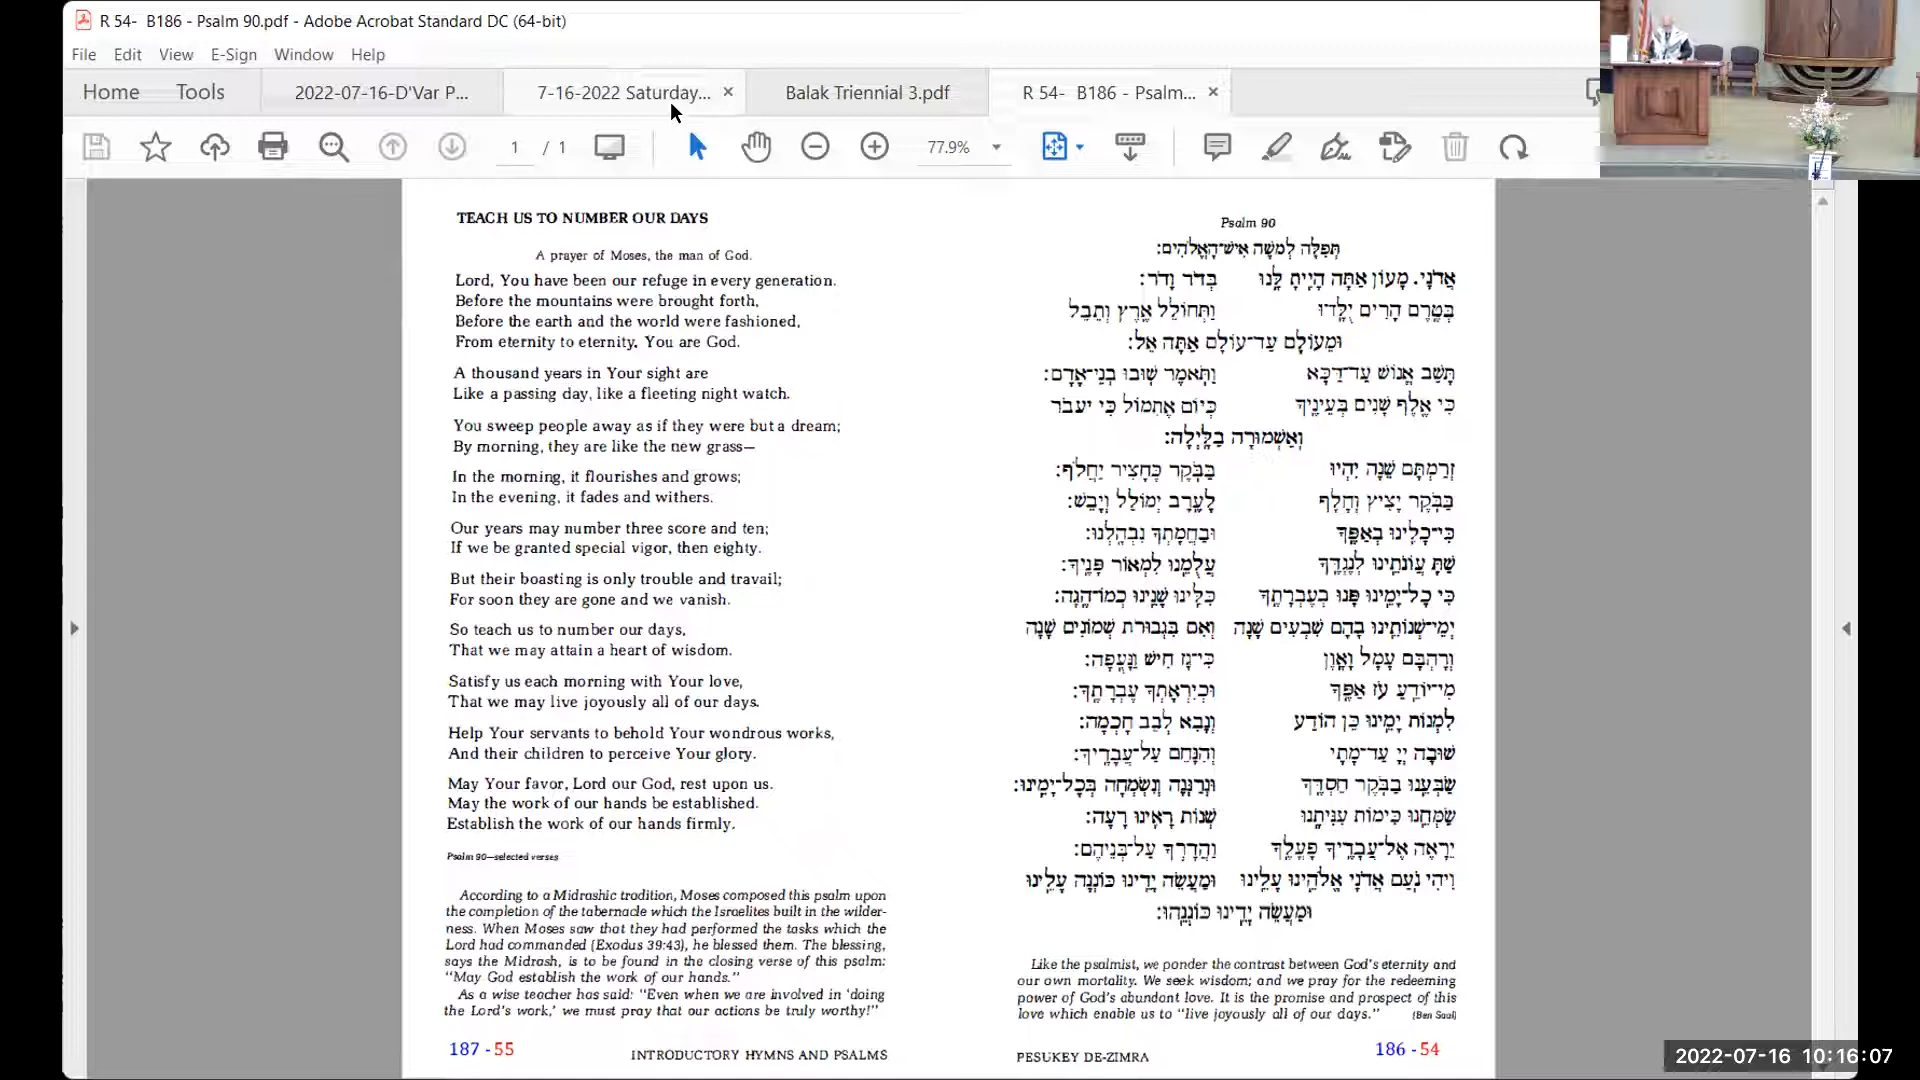 R 54-  B186 - Psalm 90.pdf - Adobe Acrobat Standard DC (64-bit)
File Edit View E-Sign Window Help
Home Tools 2022-07-16-D'Var P... 7-16-2022 Saturday... × Balak Triennial 3.pdf R 54-  B186 - Psalm... ×
1 / 1 77.9%
TEACH US TO NUMBER OUR DAYS
A prayer of Moses, the man of God.
Lord, You have been our refuge in every generation.
Before the mountains were brought forth,
Before the earth and the world were fashioned,
From eternity to eternity, You are God.
A thousand years in Your sight are
Like a passing day, like a fleeting night watch.
You sweep people away as if they were but a dream;
By morning, they are like the new grass—
In the morning, it flourishes and grows;
In the evening, it fades and withers.
Our years may number three score and ten;
If we be granted special vigor, then eighty.
But their boasting is only trouble and travail;
For soon they are gone and we vanish.
So teach us to number our days,
That we may attain a heart of wisdom.
Satisfy us each morning with Your love,
That we may live joyously all of our days.
Help Your servants to behold Your wondrous works,
And their children to perceive Your glory.
May Your favor, Lord our God, rest upon us.
May the work of our hands be established.
Establish the work of our hands firmly.
Psalm 90—selected verses
According to a Midrashic tradition, Moses composed this psalm upon
the completion of the tabernacle which the Israelites built in the wilder-
ness. When Moses saw that they had performed the tasks which the
Lord had commanded (Exodus 39:43), he blessed them. The blessing,
says the Midrash, is to be found in the closing verse of this psalm:
"May God establish the work of our hands."
As a wise teacher has said: "Even when we are involved in 'doing
the Lord's work,' we must pray that our actions be truly worthy!"
187 - 55 INTRODUCTORY HYMNS AND PSALMS
Psalm 90
תְּפִלָּה לְמשֶׁה אִישׁ־הָאֱלֹהִים:
אֲדֹנָי. מָעוֹן אַתָּה הָיִיתָ לָּנוּ בְּדֹר וָדֹר:
בְּטֶרֶם הָרִים יֻלָּדוּ וַתְּחוֹלֵל אֶרֶץ וְתֵבֵל
וּמֵעוֹלָם עַד־עוֹלָם אַתָּה אֵל:
תָּשֵׁב אֱנוֹשׁ עַד־דַּכָּא וַתֹּאמֶר שׁוּבוּ בְנֵי־אָדָם:
כִּי אֶלֶף שָׁנִים בְּעֵינֶיךָ כְּיוֹם אֶתְמוֹל כִּי יַעֲבֹר
וְאַשְׁמוּרָה בַלָּיְלָה:
זְרַמְתָּם שֵׁנָה יִהְיוּ בַּבֹּקֶר כֶּחָצִיר יַחֲלֹף:
בַּבֹּקֶר יָצִיץ וְחָלָף לָעֶרֶב יְמוֹלֵל וְיָבֵשׁ:
כִּי־כָלִינוּ בְאַפֶּךָ וּבַחֲמָתְךָ נִבְהָלְנוּ:
שַׁתָּ עֲוֹנֹתֵינוּ לְנֶגְדֶּךָ עֲלֻמֵנוּ לִמְאוֹר פָּנֶיךָ:
כִּי כָל־יָמֵינוּ פָּנוּ בְעֶבְרָתֶךָ כִּלִּינוּ שָׁנֵינוּ כְמוֹ־הֶגֶה:
יְמֵי־שְׁנוֹתֵינוּ בָהֶם שִׁבְעִים שָׁנָה וְאִם בִּגְבוּרֹת שְׁמוֹנִים שָׁנָה
וְרָהְבָּם עָמָל וָאָוֶן כִּי־גָז חִישׁ וַנָּעֻפָה:
מִי־יוֹדֵעַ עֹז אַפֶּךָ וּכְיִרְאָתְךָ עֶבְרָתֶךָ:
לִמְנוֹת יָמֵינוּ כֵּן הוֹדַע וְנָבִא לְבַב חָכְמָה:
שׁוּבָה יְיָ עַד־מָתָי וְהִנָּחֵם עַל־עֲבָדֶיךָ:
שַׂבְּעֵנוּ בַבֹּקֶר חַסְדֶּךָ וּנְרַנְּנָה וְנִשְׂמְחָה בְּכָל־יָמֵינוּ:
שַׂמְּחֵנוּ כִּימוֹת עִנִּיתָנוּ שְׁנוֹת רָאִינוּ רָעָה:
יֵרָאֶה אֶל־עֲבָדֶיךָ פָעֳלֶךָ וַהֲדָרְךָ עַל־בְּנֵיהֶם:
וִיהִי נֹעַם אֲדֹנָי אֱלֹהֵינוּ עָלֵינוּ וּמַעֲשֵׂה יָדֵינוּ כּוֹנְנָה עָלֵינוּ
וּמַעֲשֵׂה יָדֵינוּ כּוֹנְנֵהוּ:
Like the psalmist, we ponder the contrast between God's eternity and
our own mortality. We seek wisdom; and we pray for the redeeming
power of God's abundant love. It is the promise and prospect of this
love which enable us to "live joyously all of our days." (Ben Saul)
PESUKEY DE-ZIMRA 186 - 54
2022-07-16 10:16:07